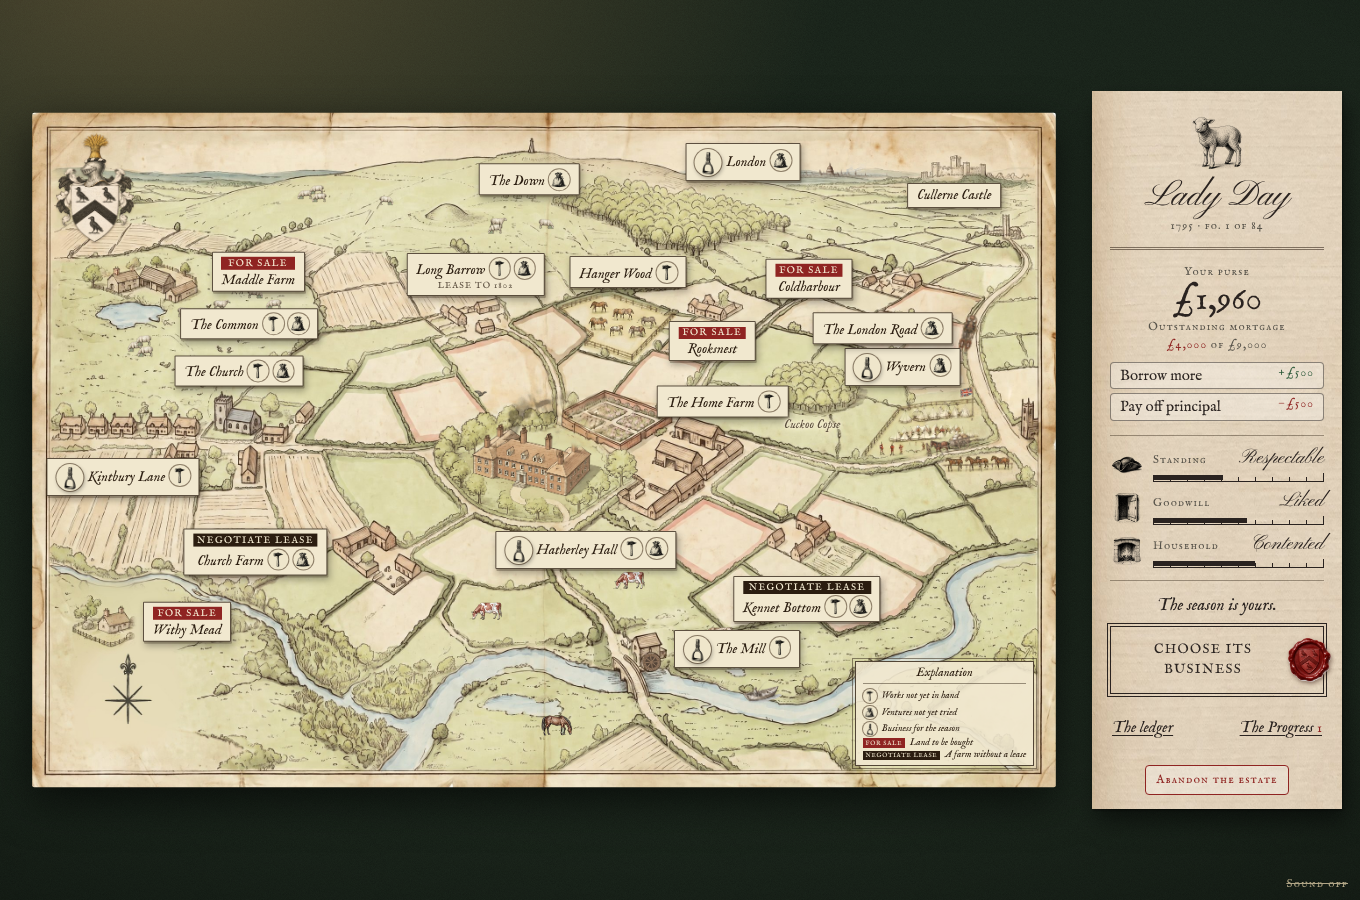 London
The Down
Cullerne Castle
FOR SALE
Maddle Farm
Long Barrow
LEASE TO 1802
Hanger Wood
FOR SALE
Coldharbour
The Common
FOR SALE
Rooksnest
The London Road
The Church
Wyvern
The Home Farm
Cuckoo Copse
Kintbury Lane
NEGOTIATE LEASE
Church Farm
Hatherley Hall
NEGOTIATE LEASE
Kennet Bottom
FOR SALE
Withy Mead
The Mill
Explanation
Works not yet in hand
Ventures not yet tried
Business for the season
FOR SALE Land to be bought
NEGOTIATE LEASE A farm without a lease
Lady Day
1795 · FO. 1 OF 84
YOUR PURSE
£1,960
OUTSTANDING MORTGAGE
£4,000 OF £9,000
Borrow more +£500
Pay off principal −£500
STANDING Respectable
GOODWILL Liked
HOUSEHOLD Contented
The season is yours.
CHOOSE ITS
BUSINESS
The ledger The Progress 1
ABANDON THE ESTATE
SOUND OFF